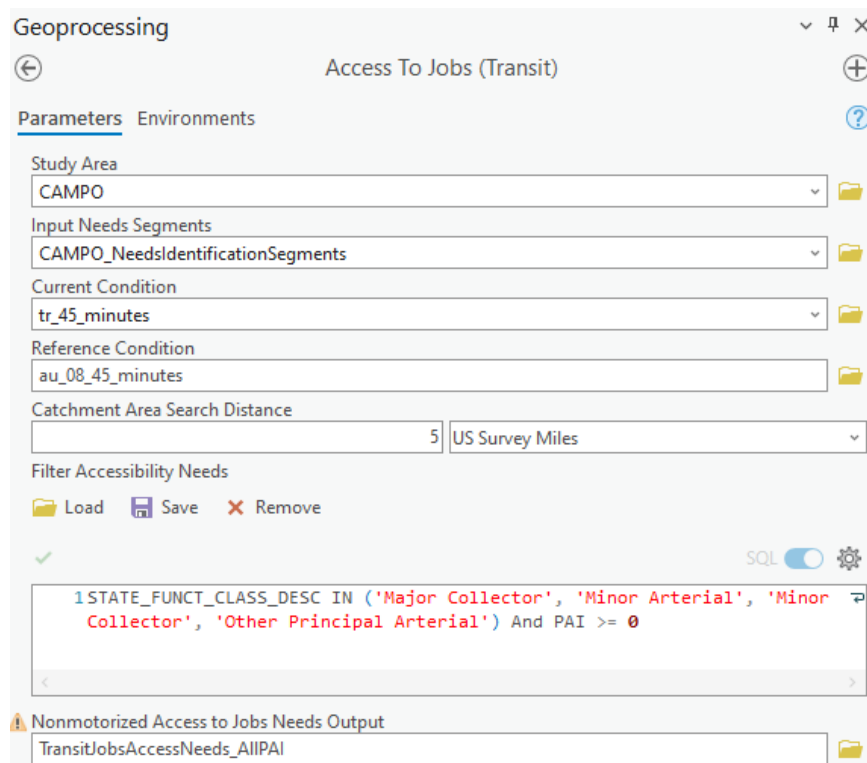 Geoprocessing
Access To Jobs (Transit)
Parameters Environments
Study Area
CAMPO
Input Needs Segments
CAMPO_NeedsIdentificationSegments
Current Condition
tr_45_minutes
Reference Condition
au_08_45_minutes
Catchment Area Search Distance
5 US Survey Miles
Filter Accessibility Needs
Load Save Remove
SQL
1 STATE_FUNCT_CLASS_DESC IN ('Major Collector', 'Minor Arterial', 'Minor
Collector', 'Other Principal Arterial') And PAI >= 0
Nonmotorized Access to Jobs Needs Output
TransitJobsAccessNeeds_AllPAI